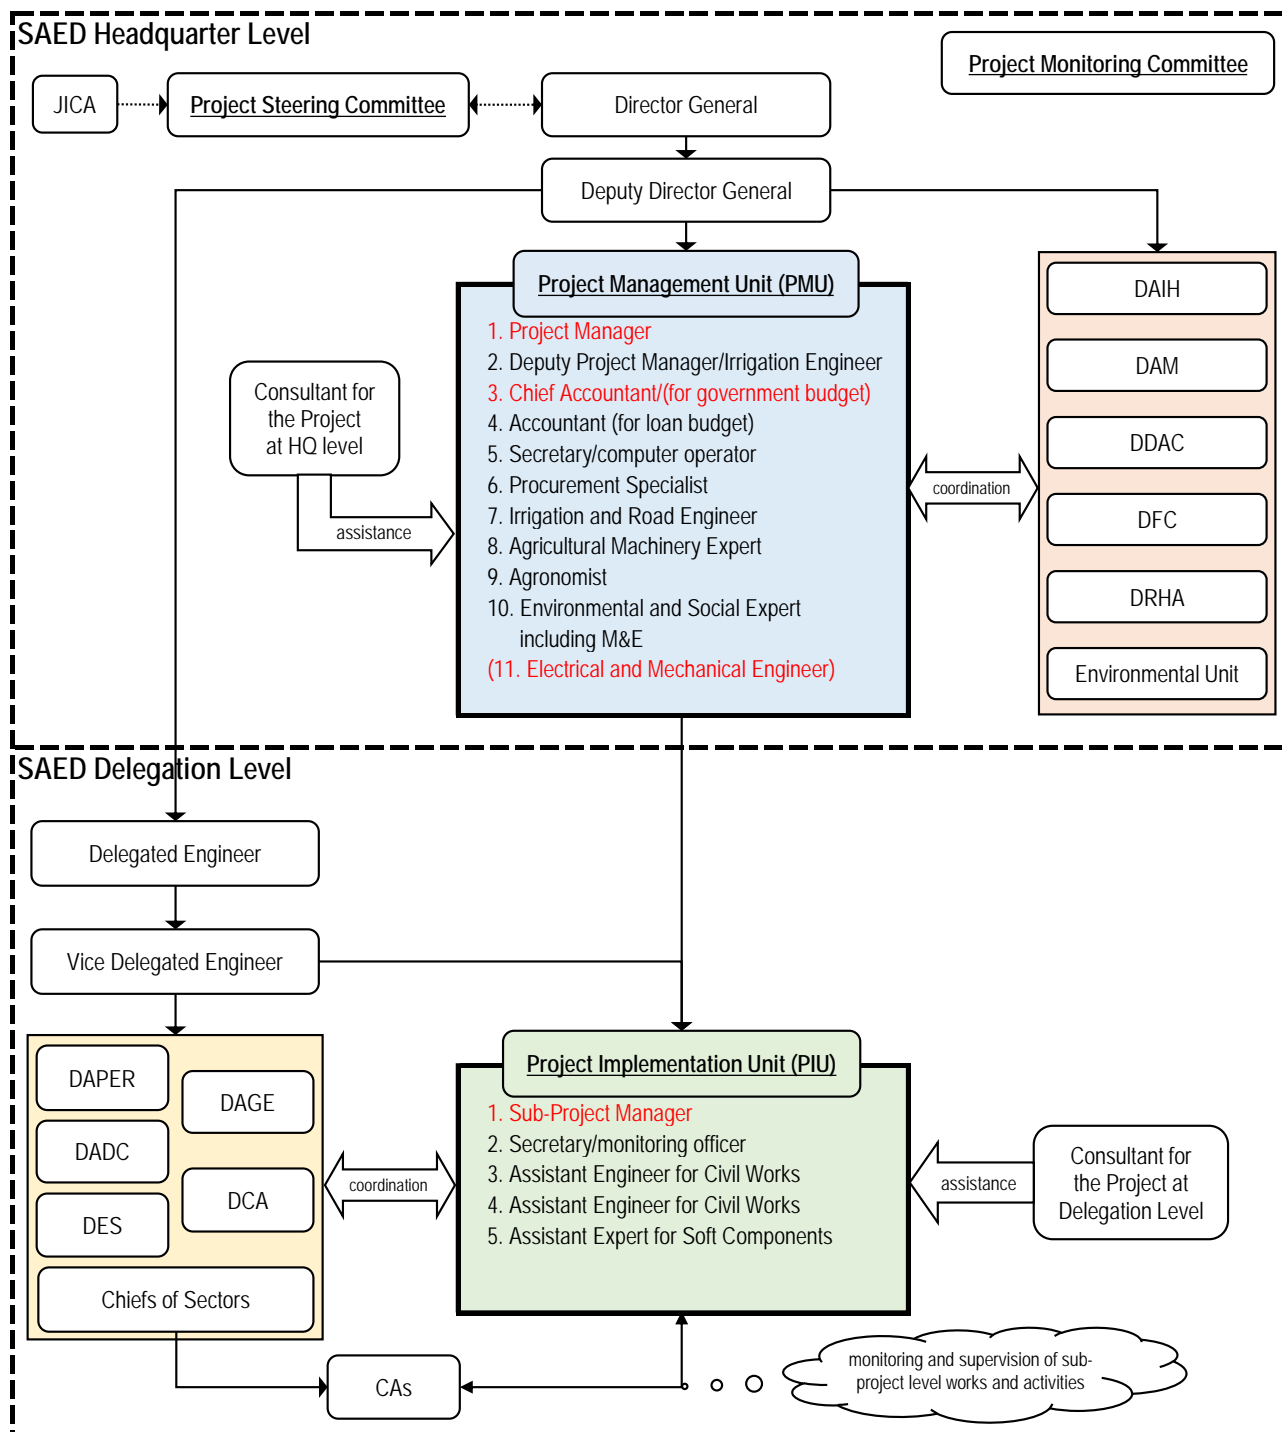 SAED Headquarter Level
Project Monitoring Committee
JICA
Project Steering Committee
Director General
Deputy Director General
Project Management Unit (PMU)
1. Project Manager
2. Deputy Project Manager/Irrigation Engineer
3. Chief Accountant/(for government budget)
4. Accountant (for loan budget)
5. Secretary/computer operator
6. Procurement Specialist
7. Irrigation and Road Engineer
8. Agricultural Machinery Expert
9. Agronomist
10. Environmental and Social Expert
including M&E
(11. Electrical and Mechanical Engineer)
Consultant for
the Project
at HQ level
assistance
coordination
DAIH
DAM
DDAC
DFC
DRHA
Environmental Unit
SAED Delegation Level
Delegated Engineer
Vice Delegated Engineer
DAPER
DAGE
DADC
DCA
DES
Chiefs of Sectors
coordination
Project Implementation Unit (PIU)
1. Sub-Project Manager
2. Secretary/monitoring officer
3. Assistant Engineer for Civil Works
4. Assistant Engineer for Civil Works
5. Assistant Expert for Soft Components
assistance
Consultant for
the Project at
Delegation Level
CAs
monitoring and supervision of sub-
project level works and activities